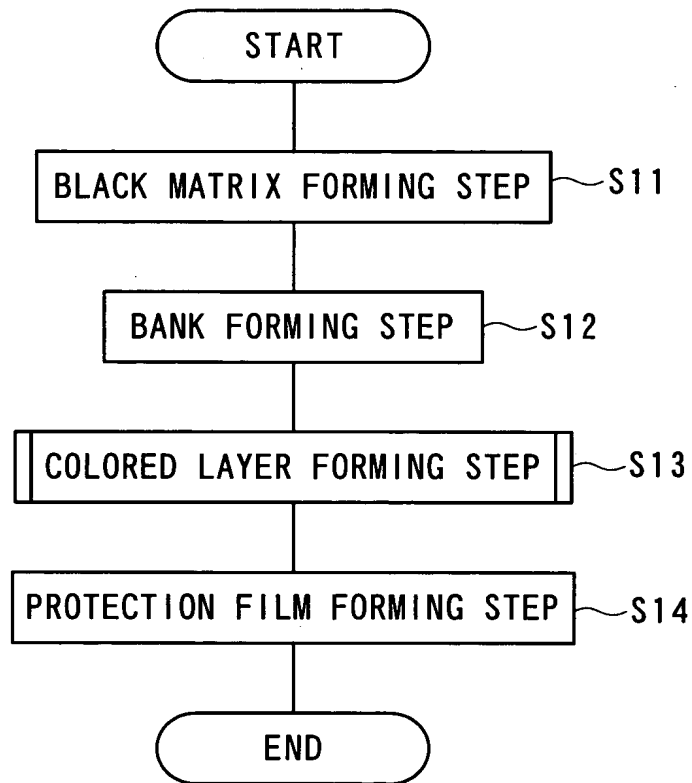 START
BLACK MATRIX FORMING STEP S11
BANK FORMING STEP S12
COLORED LAYER FORMING STEP S13
PROTECTION FILM FORMING STEP S14
END